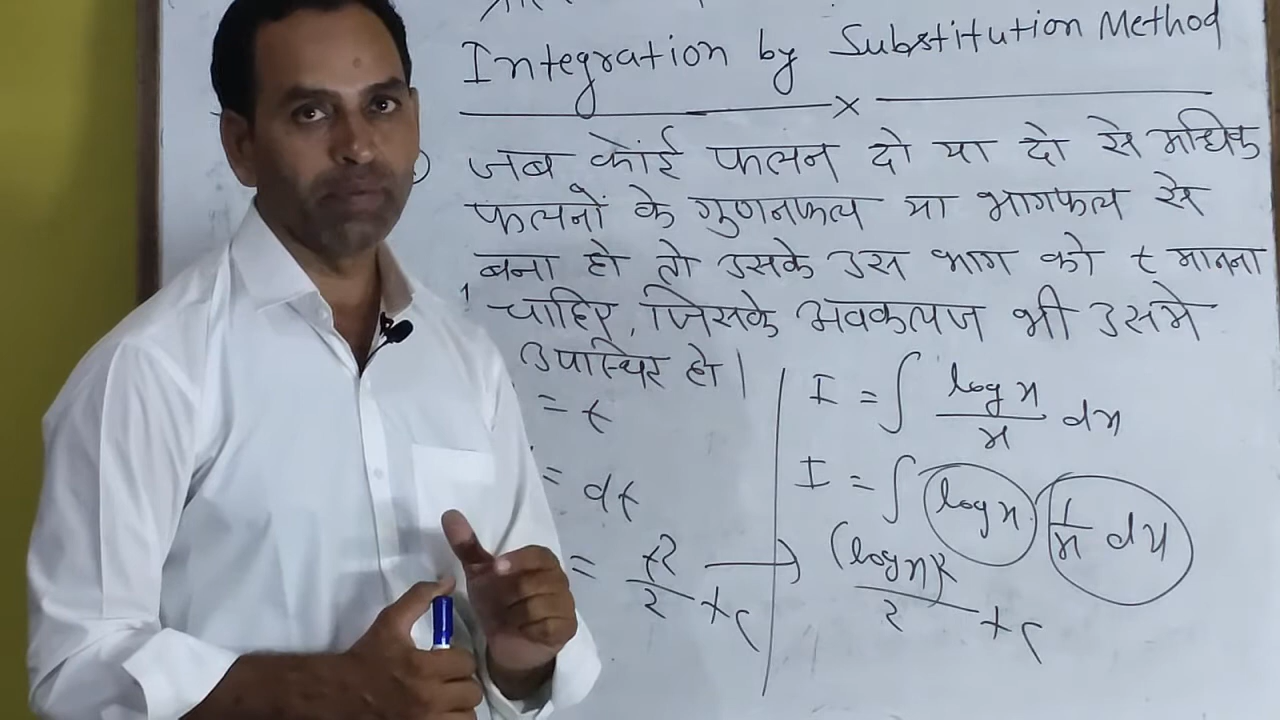 Integration by Substitution Method
x
जब कोई फलन दो या दो से अधिक
फलनों के गुणनफल या भागफल से
बना हो तो उसके उस भाग को t मानना
चाहिए, जिसके अवकलज भी उसमे
उपस्थिर हो।
= t
= dt
= t2/2 + c →
I = ∫ log x / x dx
I = ∫ log x 1/x dx
(log x)2 / 2 + c